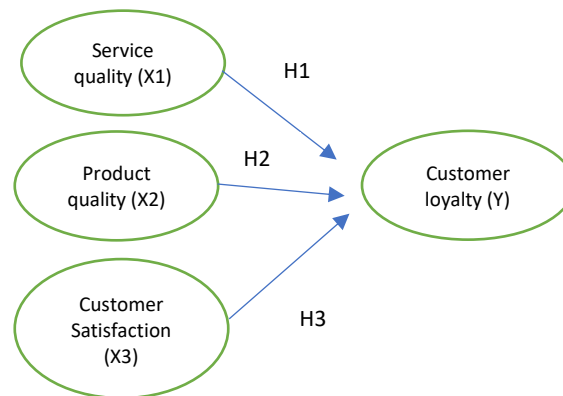 Service
quality (X1)
H1
Product
quality (X2)
H2
Customer
loyalty (Y)
Customer
Satisfaction
(X3)
H3